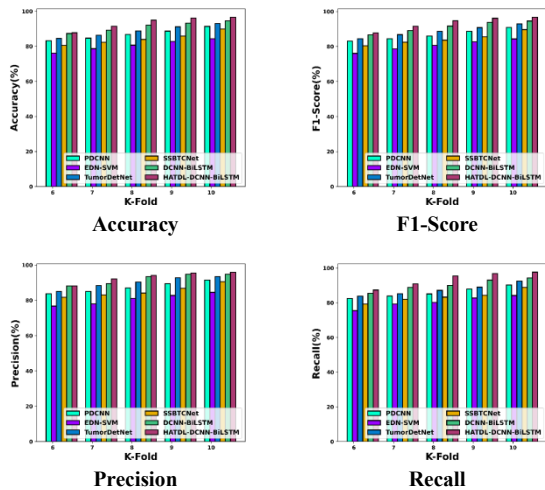 100
80
60
40
20
0
Accuracy(%)
PDCNN
EDN-SVM
TumorDetNet
SSBTCNet
DCNN-BiLSTM
HATDL-DCNN-BiLSTM
6 7 8 9 10
K-Fold
Accuracy
100
80
60
40
20
0
F1-Score(%)
PDCNN
EDN-SVM
TumorDetNet
SSBTCNet
DCNN-BiLSTM
HATDL-DCNN-BiLSTM
6 7 8 9 10
K-Fold
F1-Score
100
80
60
40
20
0
Precision(%)
PDCNN
EDN-SVM
TumorDetNet
SSBTCNet
DCNN-BiLSTM
HATDL-DCNN-BiLSTM
6 7 8 9 10
K-Fold
Precision
100
80
60
40
20
0
Recall(%)
PDCNN
EDN-SVM
TumorDetNet
SSBTCNet
DCNN-BiLSTM
HATDL-DCNN-BiLSTM
6 7 8 9 10
K-Fold
Recall